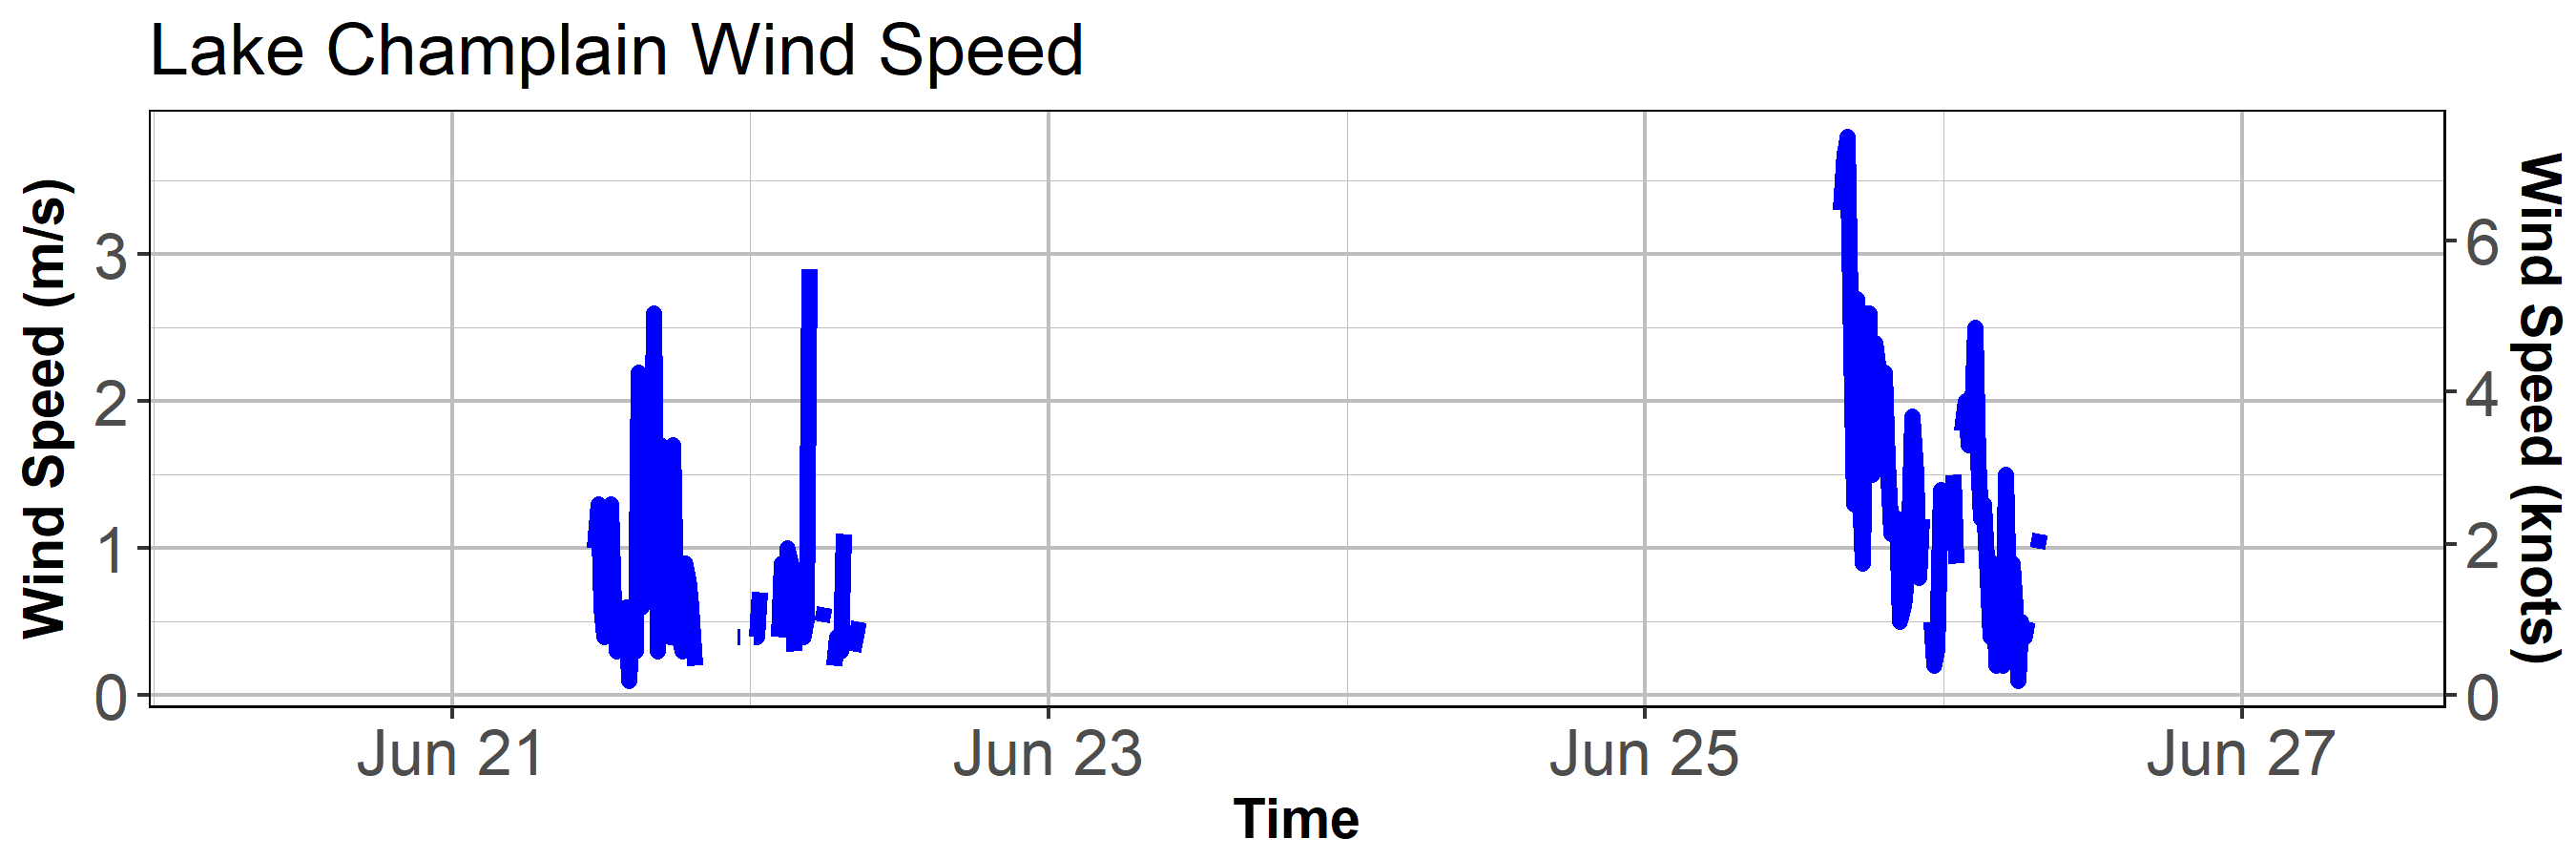 Lake Champlain Wind Speed
Wind Speed (m/s)
3
2
1
0
6
4
2
0
Wind Speed (knots)
Jun 21
Jun 23
Jun 25
Jun 27
Time